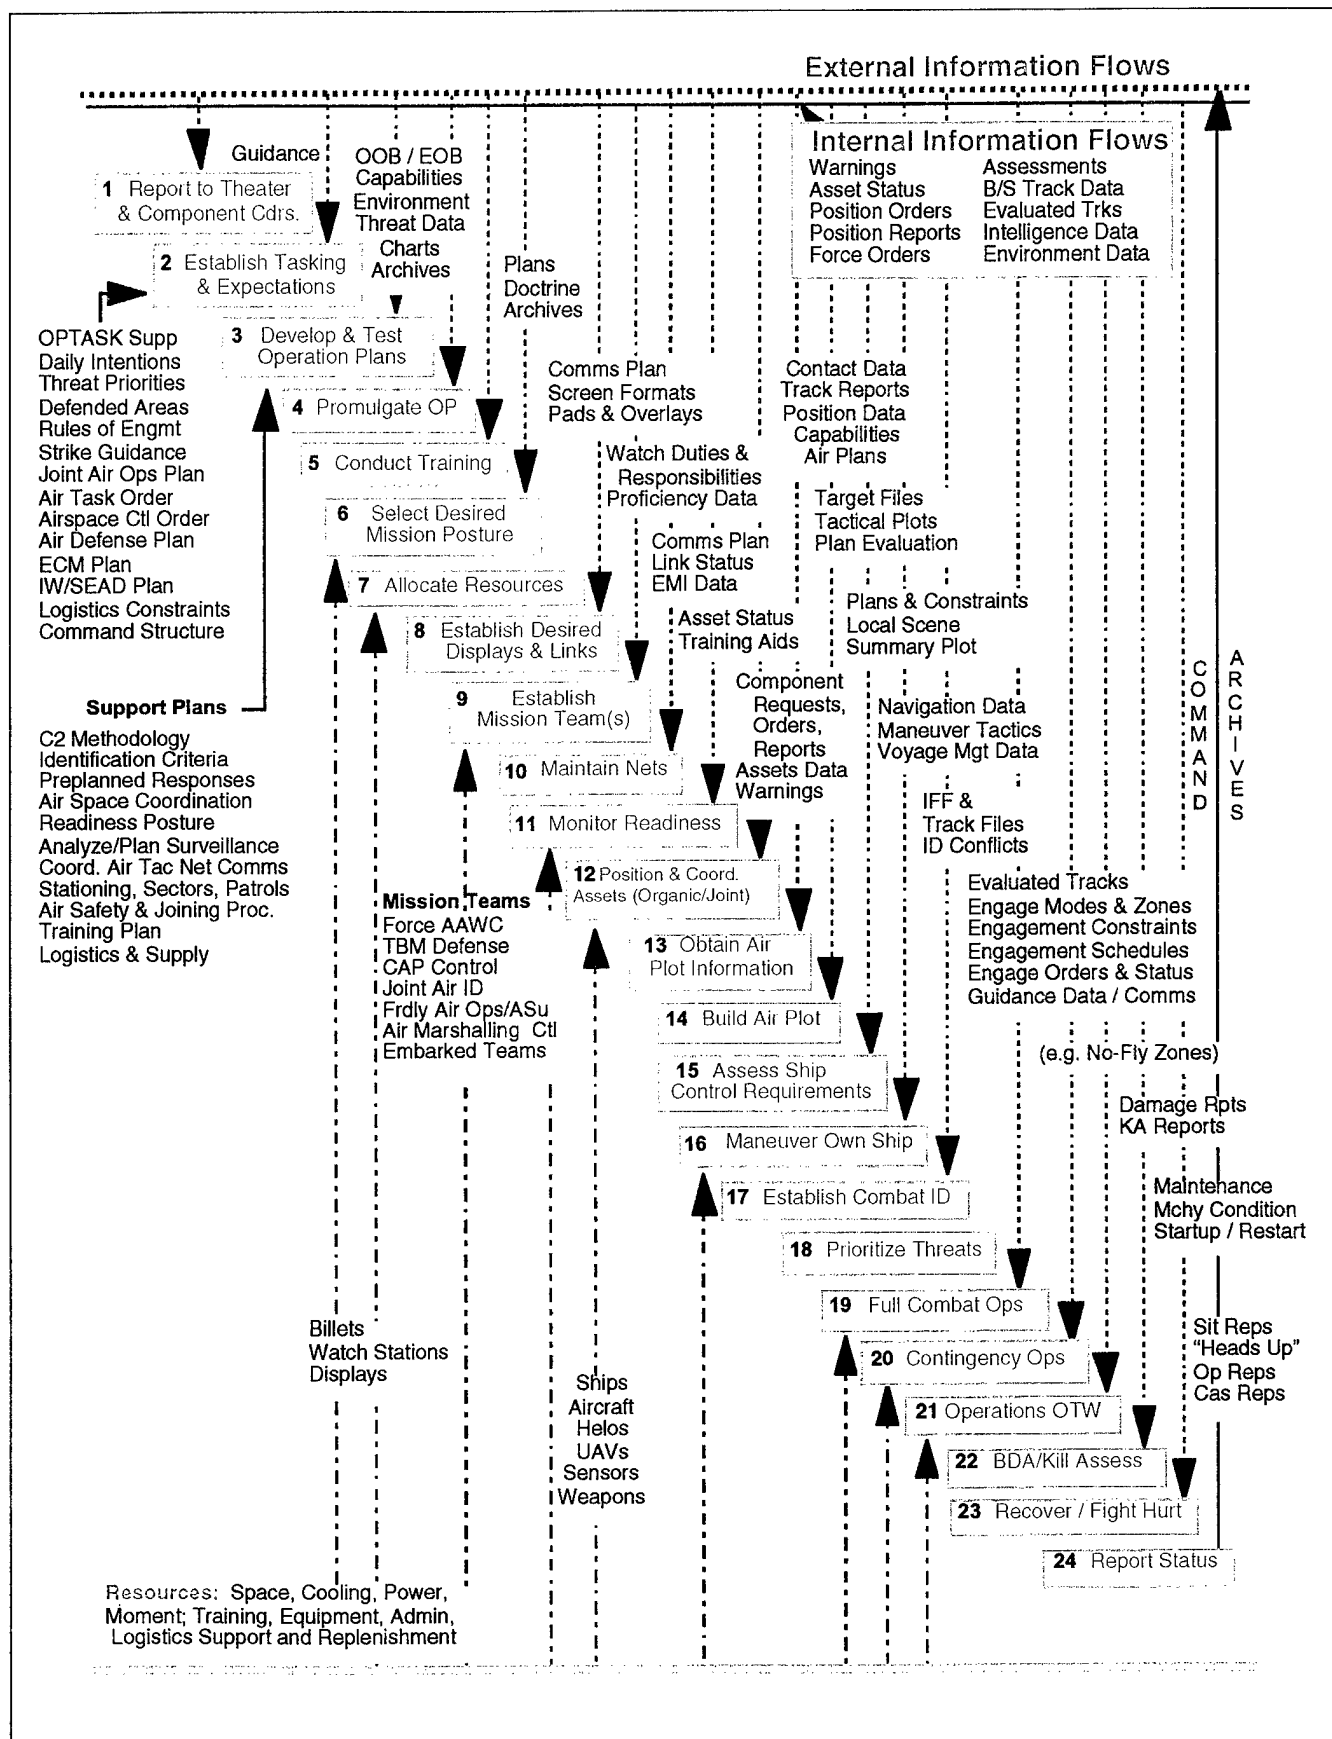 External Information Flows
Internal Information Flows
Warnings
Asset Status
Position Orders
Position Reports
Force Orders
Assessments
B/S Track Data
Evaluated Trks
Intelligence Data
Environment Data
Guidance
1 Report to Theater
& Component Cdrs.
OOB / EOB
Capabilities
Environment
Threat Data
Charts
Archives
2 Establish Tasking
& Expectations
Plans
Doctrine
Archives
3 Develop & Test
Operation Plans
OPTASK Supp
Daily Intentions
Threat Priorities
Defended Areas
Rules of Engmt
Strike Guidance
Joint Air Ops Plan
Air Task Order
Airspace Ctl Order
Air Defense Plan
ECM Plan
IW/SEAD Plan
Logistics Constraints
Command Structure
4 Promulgate OP
Comms Plan
Screen Formats
Pads & Overlays
Contact Data
Track Reports
Position Data
Capabilities
Air Plans
5 Conduct Training
Watch Duties &
Responsibilities
Proficiency Data
6 Select Desired
Mission Posture
Target Files
Tactical Plots
Plan Evaluation
Comms Plan
Link Status
EMI Data
7 Allocate Resources
Plans & Constraints
Local Scene
Summary Plot
8 Establish Desired
Displays & Links
Asset Status
Training Aids
9 Establish
Mission Team(s)
Component
Requests,
Orders,
Reports
Assets Data
Warnings
Navigation Data
Maneuver Tactics
Voyage Mgt Data
COMMAND
ARCHIVES
Support Plans
C2 Methodology
Identification Criteria
Preplanned Responses
Air Space Coordination
Readiness Posture
Analyze/Plan Surveillance
Coord. Air Tac Net Comms
Stationing, Sectors, Patrols
Air Safety & Joining Proc.
Training Plan
Logistics & Supply
10 Maintain Nets
IFF &
Track Files
ID Conflicts
11 Monitor Readiness
12 Position & Coord.
Assets (Organic/Joint)
Mission Teams
Force AAWC
TBM Defense
CAP Control
Joint Air ID
Frdly Air Ops/ASu
Air Marshalling Ctl
Embarked Teams
Evaluated Tracks
Engage Modes & Zones
Engagement Constraints
Engagement Schedules
Engage Orders & Status
Guidance Data / Comms
(e.g. No-Fly Zones)
13 Obtain Air
Plot Information
14 Build Air Plot
15 Assess Ship
Control Requirements
Damage Rpts
KA Reports
16 Maneuver Own Ship
17 Establish Combat ID
Maintenance
Mchy Condition
Startup / Restart
18 Prioritize Threats
19 Full Combat Ops
Billets
Watch Stations
Displays
Sit Reps
"Heads Up"
Op Reps
Cas Reps
20 Contingency Ops
Ships
Aircraft
Helos
UAVs
Sensors
Weapons
21 Operations OTW
22 BDA/Kill Assess
23 Recover / Fight Hurt
24 Report Status
Resources: Space, Cooling, Power,
Moment; Training, Equipment, Admin,
Logistics Support and Replenishment